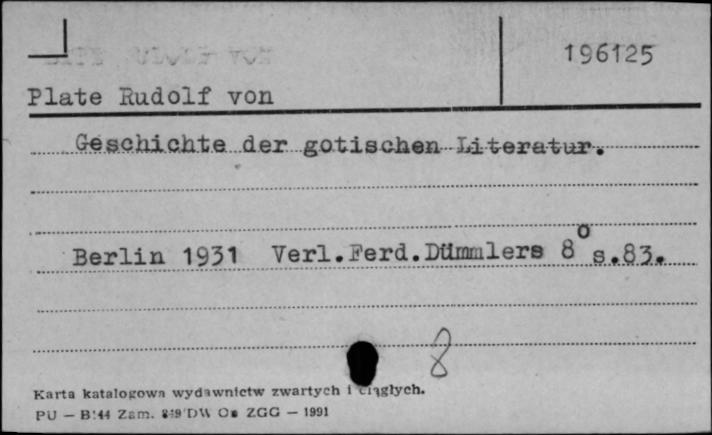 196125
Plate Rudolf von
Geschichte der gotischen Literatur.
Berlin 1931 Verl.Ferd.Dümmlers 8° s.83.
8
Karta katalogowa wydawnictw zwartych i ciągłych.
PU – B/44 Zam. DW ZGG – 1991